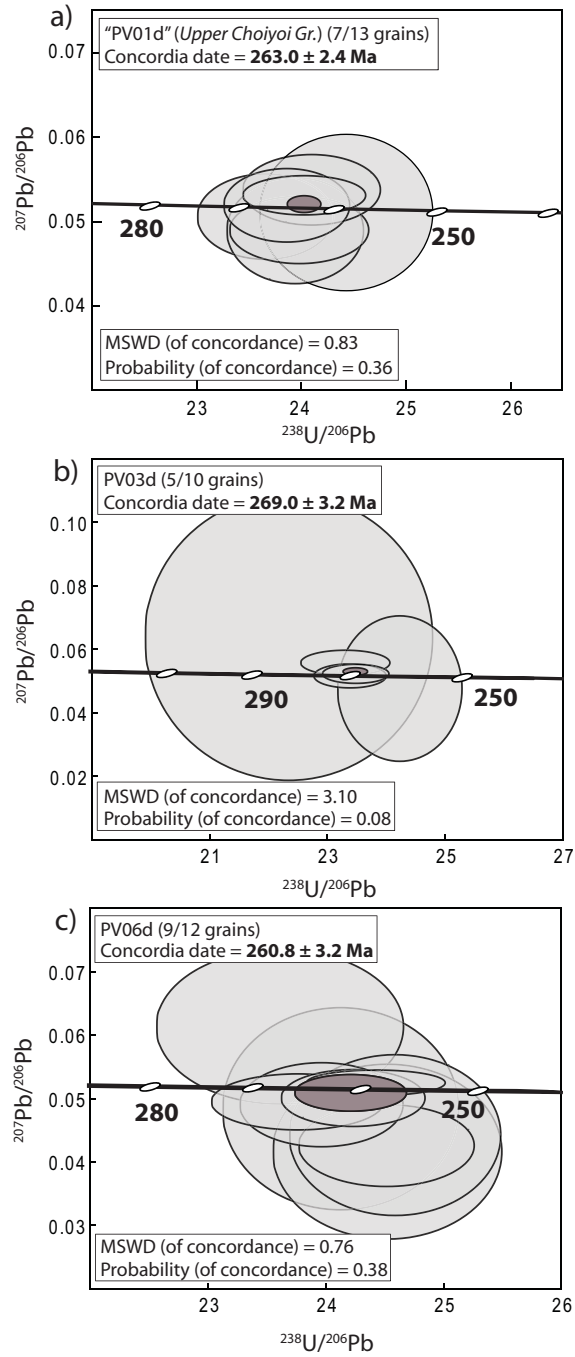 a)
"PV01d" (Upper Choiyoi Gr.) (7/13 grains)
Concordia date = 263.0 ± 2.4 Ma
0.07
0.06
0.05
0.04
207Pb/206Pb
280
250
MSWD (of concordance) = 0.83
Probability (of concordance) = 0.36
23
24
25
26
238U/206Pb
b)
PV03d (5/10 grains)
Concordia date = 269.0 ± 3.2 Ma
0.10
0.08
0.06
0.04
0.02
207Pb/206Pb
290
250
MSWD (of concordance) = 3.10
Probability (of concordance) = 0.08
21
23
25
27
238U/206Pb
c)
PV06d (9/12 grains)
Concordia date = 260.8 ± 3.2 Ma
0.07
0.06
0.05
0.04
0.03
207Pb/206Pb
280
250
MSWD (of concordance) = 0.76
Probability (of concordance) = 0.38
23
24
25
26
238U/206Pb